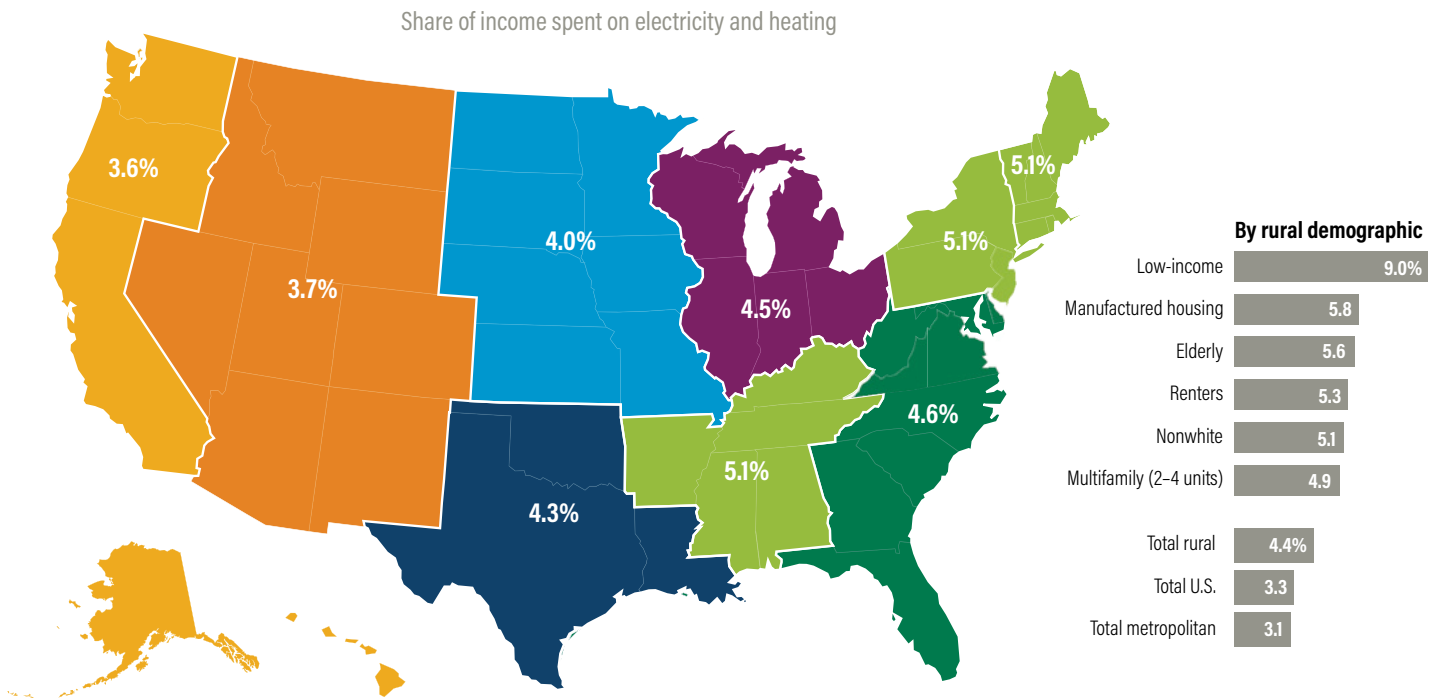 Share of income spent on electricity and heating
3.6%
3.7%
4.0%
4.5%
5.1%
5.1%
4.6%
5.1%
4.3%
By rural demographic
Low-income 9.0%
Manufactured housing 5.8
Elderly 5.6
Renters 5.3
Nonwhite 5.1
Multifamily (2–4 units) 4.9
Total rural 4.4%
Total U.S. 3.3
Total metropolitan 3.1